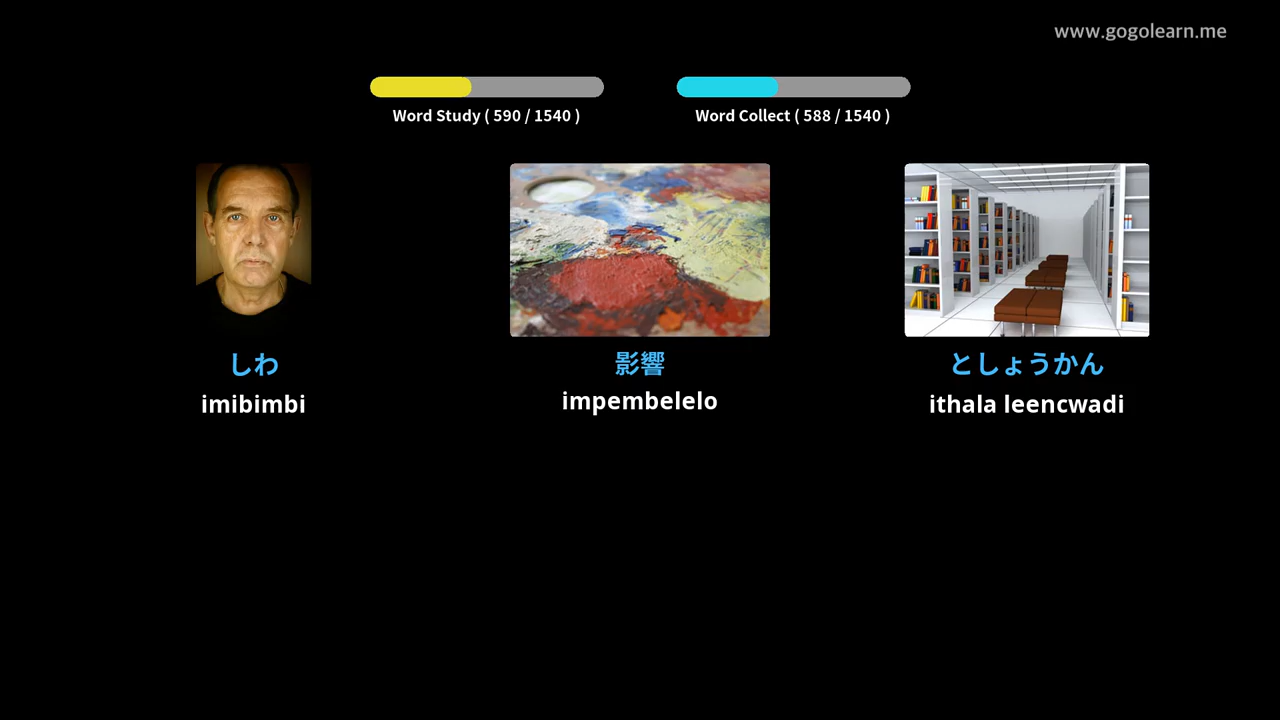 www.gogolearn.me
Word Study ( 590 / 1540 )
Word Collect ( 588 / 1540 )
しわ
imibimbi
影響
impembelelo
としょうかん
ithala leencwadi